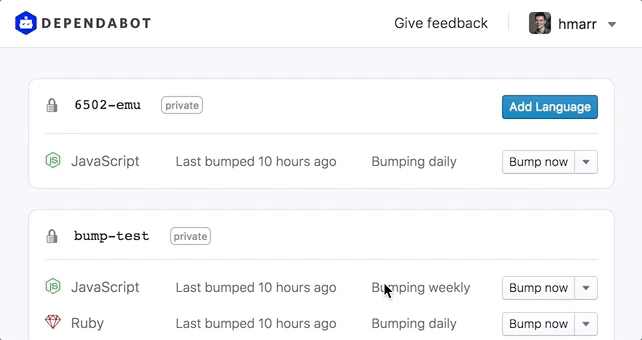 DEPENDABOT Give feedback hmarr
6502-emu private Add Language
JavaScript Last bumped 10 hours ago Bumping daily Bump now
bump-test private
JavaScript Last bumped 10 hours ago Bumping weekly Bump now
Ruby Last bumped 10 hours ago Bumping daily Bump now